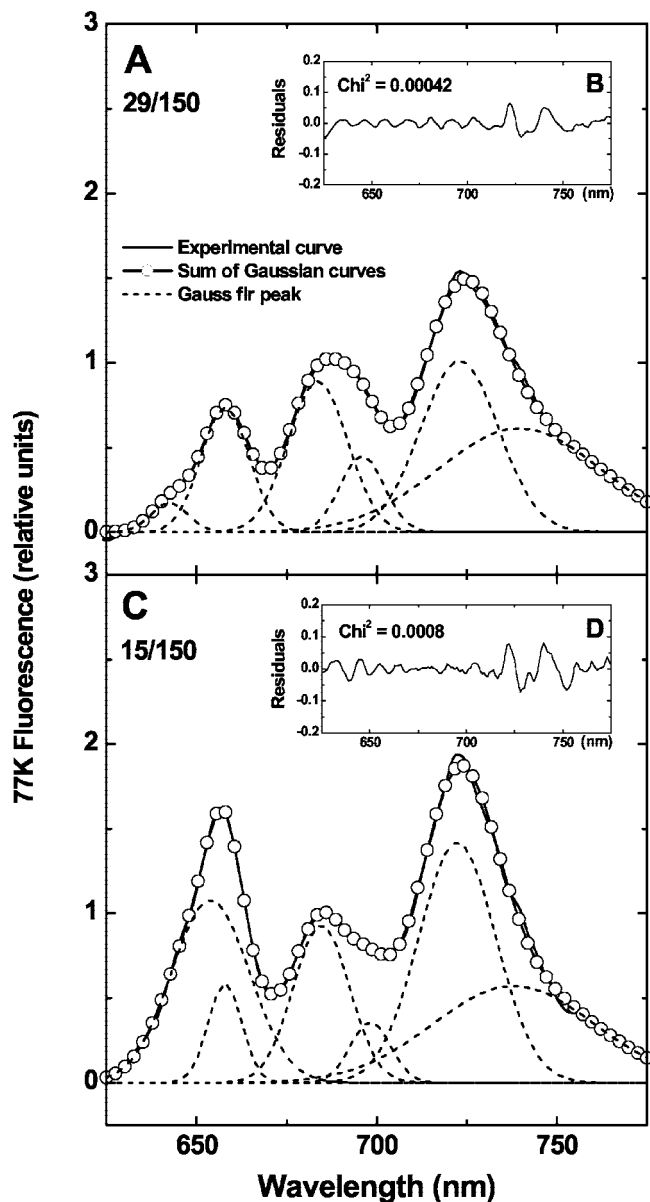 3
A
29/150
0.2
0.1
0.0
-0.1
-0.2
Residuals
Chi² = 0.00042
B
650
700
750
(nm)
2
Experimental curve
Sum of Gaussian curves
Gauss fir peak
1
0
77K Fluorescence (relative units)
3
C
15/150
0.2
0.1
0.0
-0.1
-0.2
Residuals
Chi² = 0.0008
D
650
700
750
(nm)
2
1
0
650
700
750
Wavelength (nm)